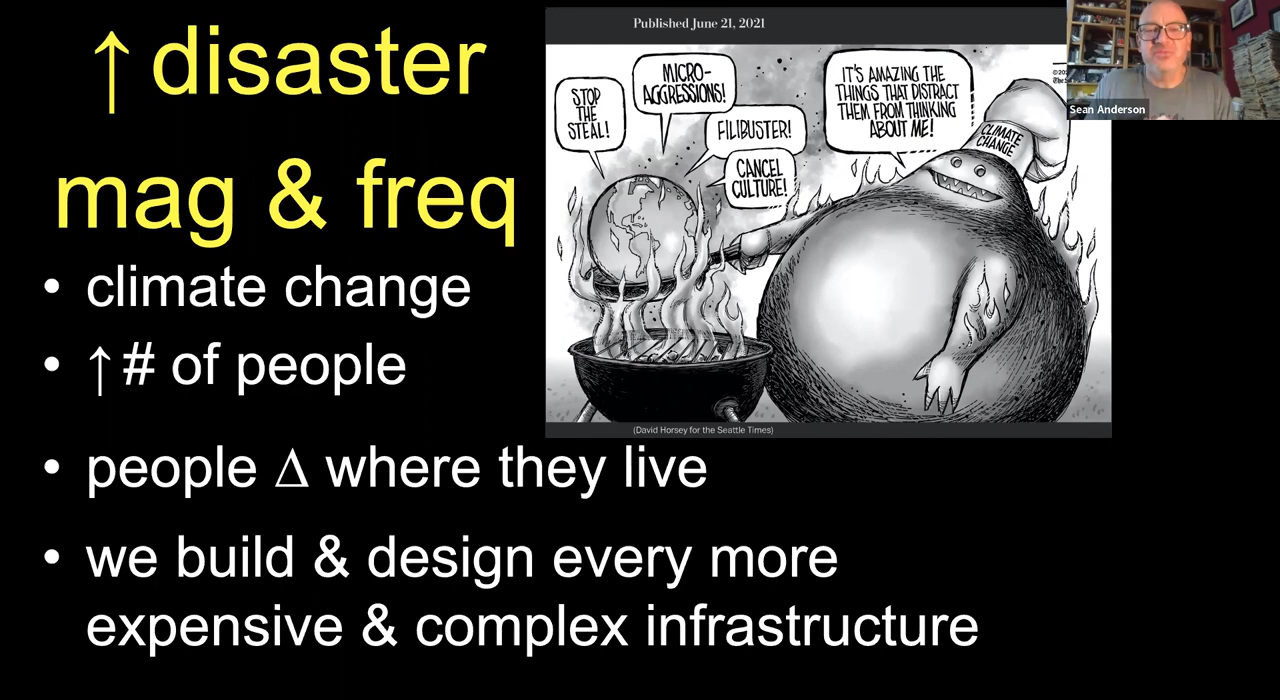 ↑ disaster
mag & freq
• climate change
• ↑ # of people
• people Δ where they live
• we build & design every more
expensive & complex infrastructure
Published June 21, 2021
STOP
THE
STEAL!
MICRO-
AGGRESSIONS!
FILIBUSTER!
CANCEL
CULTURE!
IT'S AMAZING THE
THINGS THAT DISTRACT
THEM FROM THINKING
ABOUT ME!
CLIMATE
CHANGE
(David Horsey for the Seattle Times)
Sean Anderson